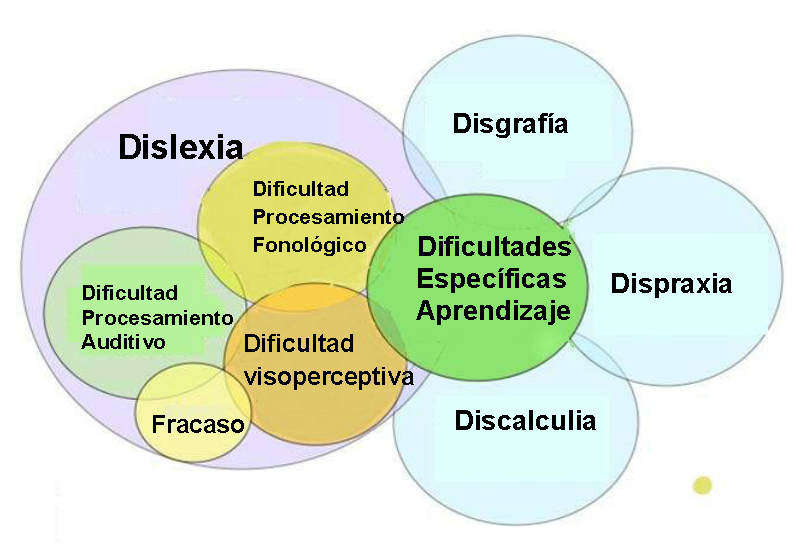 Dislexia
Dificultad
Procesamiento
Fonológico
Dificultad
Procesamiento
Auditivo
Dificultad
visoperceptiva
Fracaso
Dificultades
Específicas
Aprendizaje
Disgrafía
Dispraxia
Discalculia